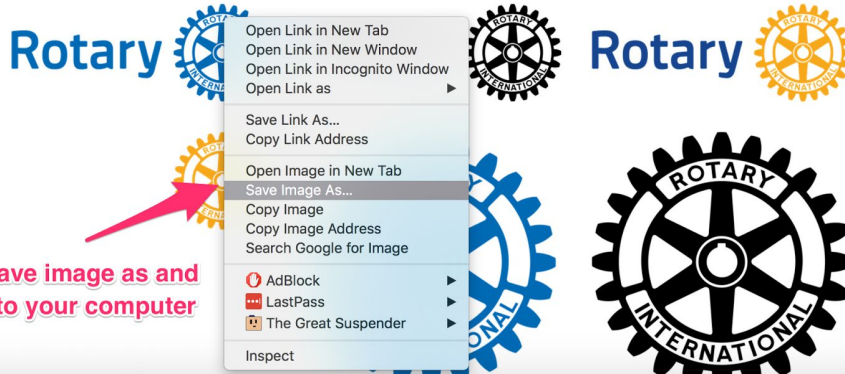 Rotary
ROTARY
INTERNATIONAL
Rotary
ROTARY
INTERNATIONAL
Open Link in New Tab
Open Link in New Window
Open Link in Incognito Window
Open Link as
Save Link As...
Copy Link Address
Open Image in New Tab
Save Image As...
Copy Image
Copy Image Address
Search Google for Image
AdBlock
LastPass
The Great Suspender
Inspect
ave image as and
to your computer
ROTARY
ERNATIONAL